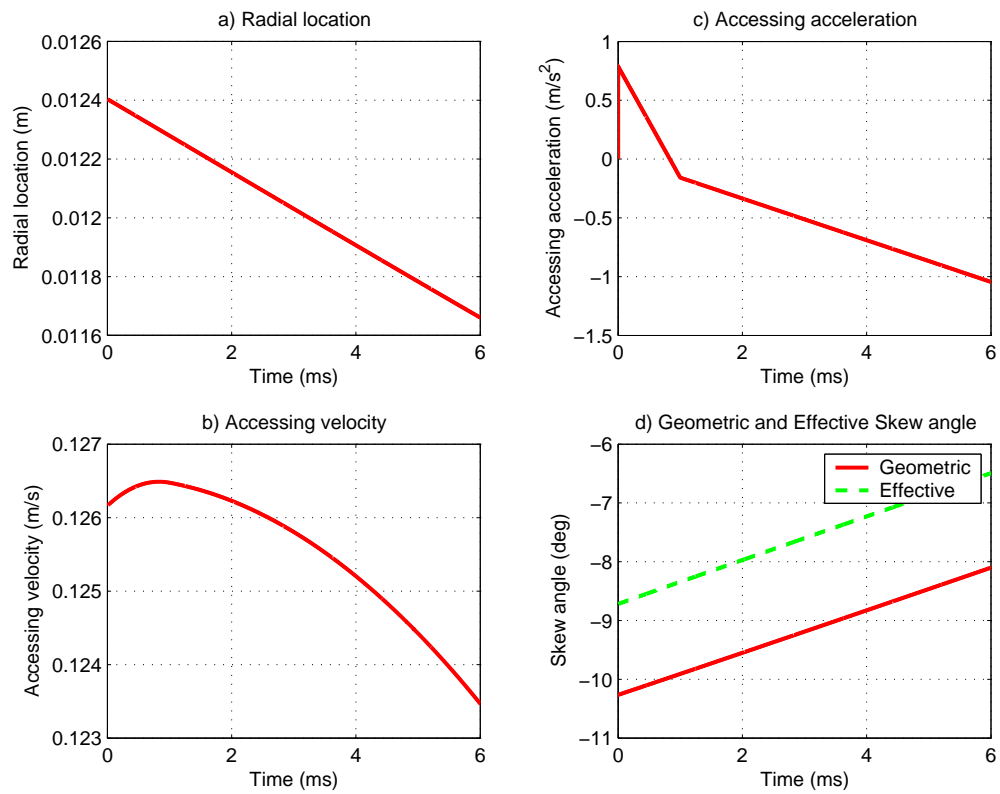 a) Radial location
0.0126
0.0124
0.0122
0.012
0.0118
0.0116
Radial location (m)
0 2 4 6
Time (ms)
c) Accessing acceleration
1
0.5
0
−0.5
−1
−1.5
Accessing acceleration (m/s²)
0 2 4 6
Time (ms)
b) Accessing velocity
0.127
0.126
0.125
0.124
0.123
Accessing velocity (m/s)
0 2 4 6
Time (ms)
d) Geometric and Effective Skew angle
−6
−7
−8
−9
−10
−11
Skew angle (deg)
Geometric
Effective
0 2 4 6
Time (ms)